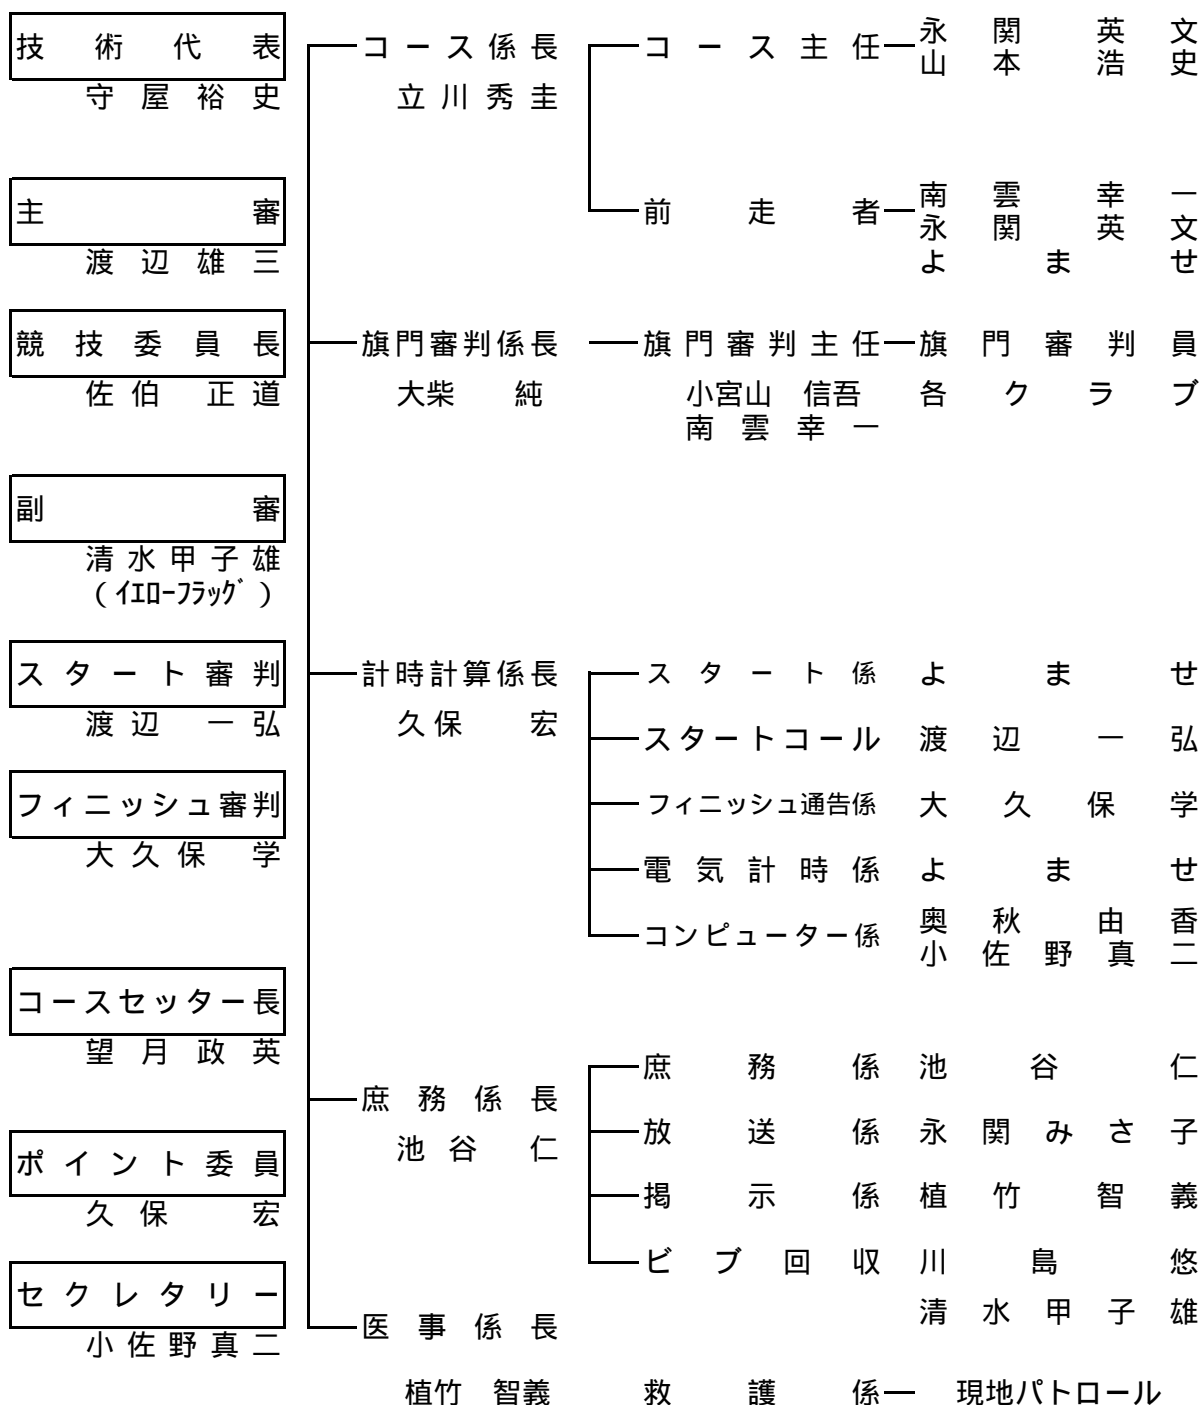 技術代表
守屋裕史
主審
渡辺雄三
競技委員長
佐伯 正道
副審
清水甲子雄
(イエローフラッグ)
スタート審判
渡辺 一弘
フィニッシュ審判
大久保 学
コースセッター長
望月政英
ポイント委員
久保 宏
セクレタリー
小佐野真二
コース係長
立川秀圭
コース主任
永関英文
山本浩史
前走者
南雲幸一
永関英文
よませ
旗門審判係長
大柴 純
旗門審判主任
小宮山 信吾
南雲幸一
旗門審判員
各クラブ
計時計算係長
久保 宏
スタート係 よませ
スタートコール 渡辺一弘
フィニッシュ通告係 大久保学
電気計時係 よませ
コンピューター係 奥秋由香
小佐野真二
庶務係長
池谷 仁
庶務係 池谷仁
放送係 永関みさ子
掲示係 植竹智義
ビブ回収 川島悠
清水甲子雄
医事係長
植竹 智義
救護係 現地パトロール